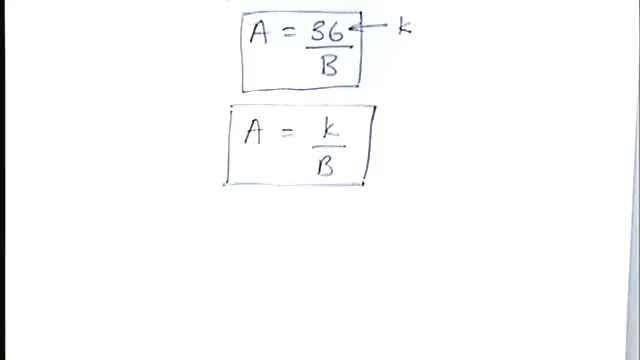 A = 36/B ← k
A = k/B